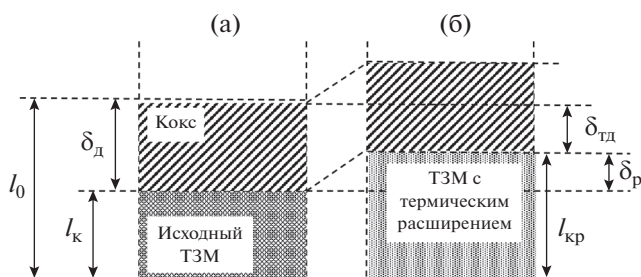 (а)
(б)
Кокс
δд
δтд
l0
δр
ТЗМ с
термическим
расширением
lк
lкр
Исходный
ТЗМ